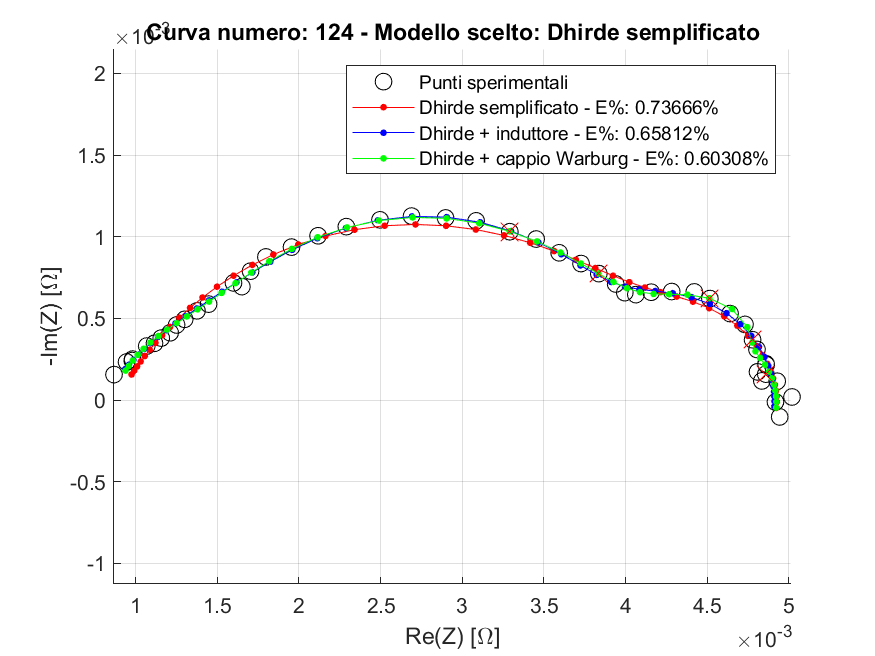 Curva numero: 124 - Modello scelto: Dhirde semplificato
×10⁻³
Punti sperimentali
Dhirde semplificato - E%: 0.73666%
Dhirde + induttore - E%: 0.65812%
Dhirde + cappio Warburg - E%: 0.60308%
2
1.5
1
0.5
0
-0.5
-1
-Im(Z) [Ω]
1 1.5 2 2.5 3 3.5 4 4.5 5
Re(Z) [Ω]
×10⁻³